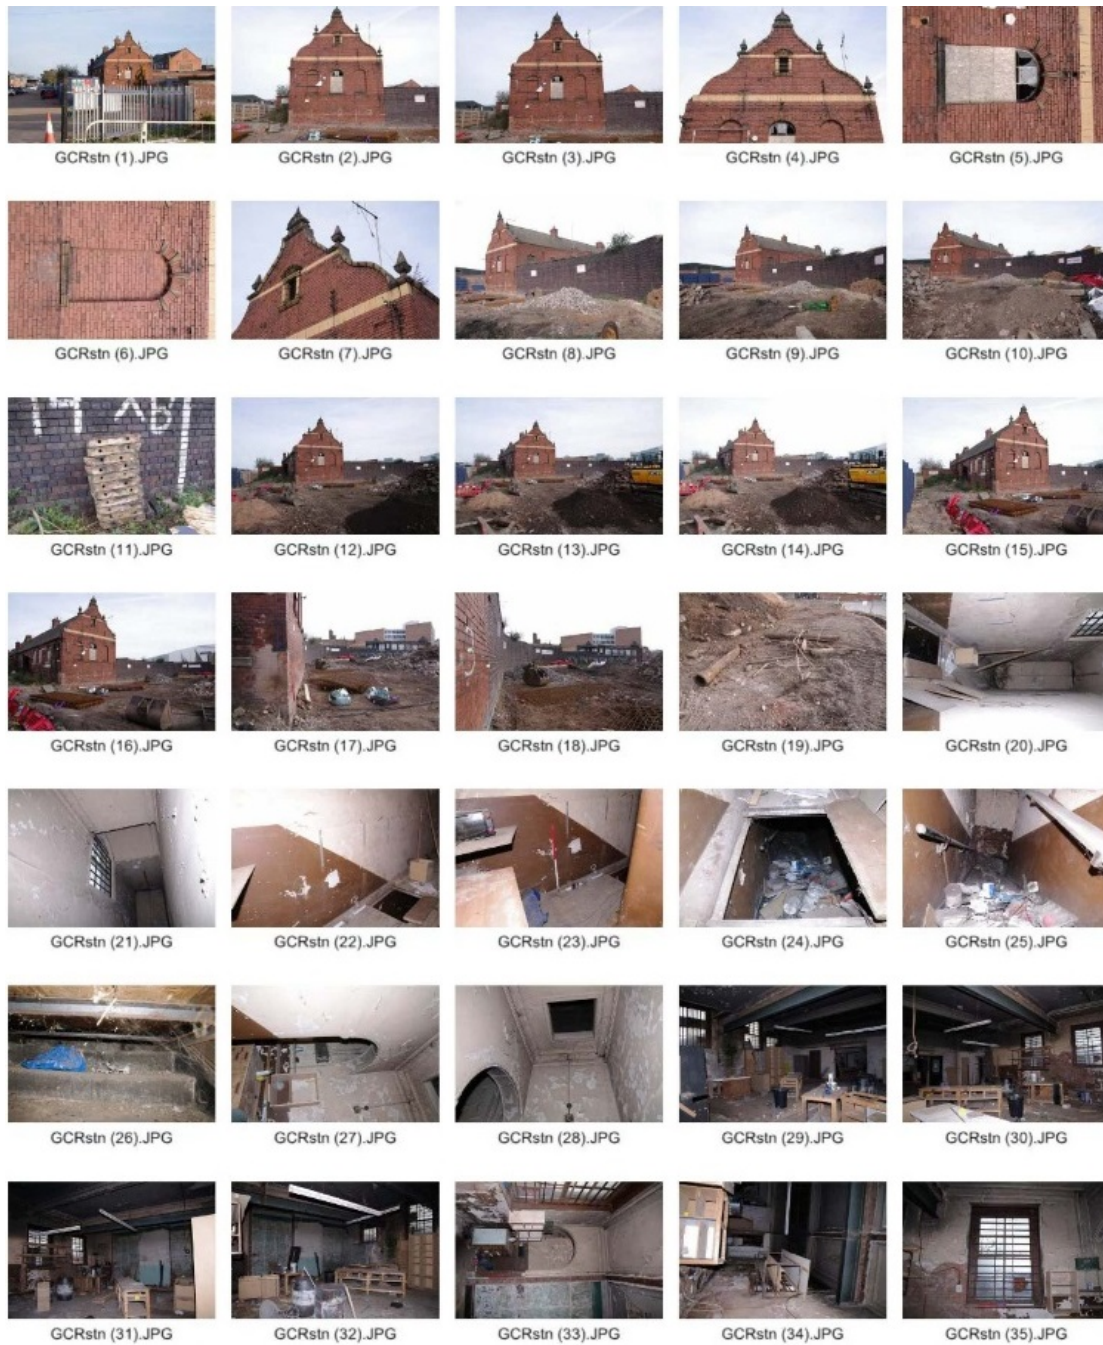 GCRstn (1).JPG GCRstn (2).JPG GCRstn (3).JPG GCRstn (4).JPG GCRstn (5).JPG
GCRstn (6).JPG GCRstn (7).JPG GCRstn (8).JPG GCRstn (9).JPG GCRstn (10).JPG
GCRstn (11).JPG GCRstn (12).JPG GCRstn (13).JPG GCRstn (14).JPG GCRstn (15).JPG
GCRstn (16).JPG GCRstn (17).JPG GCRstn (18).JPG GCRstn (19).JPG GCRstn (20).JPG
GCRstn (21).JPG GCRstn (22).JPG GCRstn (23).JPG GCRstn (24).JPG GCRstn (25).JPG
GCRstn (26).JPG GCRstn (27).JPG GCRstn (28).JPG GCRstn (29).JPG GCRstn (30).JPG
GCRstn (31).JPG GCRstn (32).JPG GCRstn (33).JPG GCRstn (34).JPG GCRstn (35).JPG